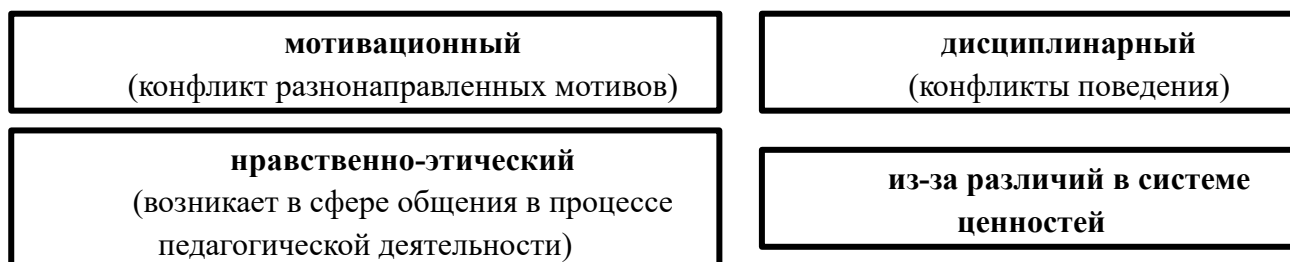 мотивационный
(конфликт разнонаправленных мотивов)
дисциплинарный
(конфликты поведения)
нравственно-этический
(возникает в сфере общения в процессе
педагогической деятельности)
из-за различий в системе
ценностей